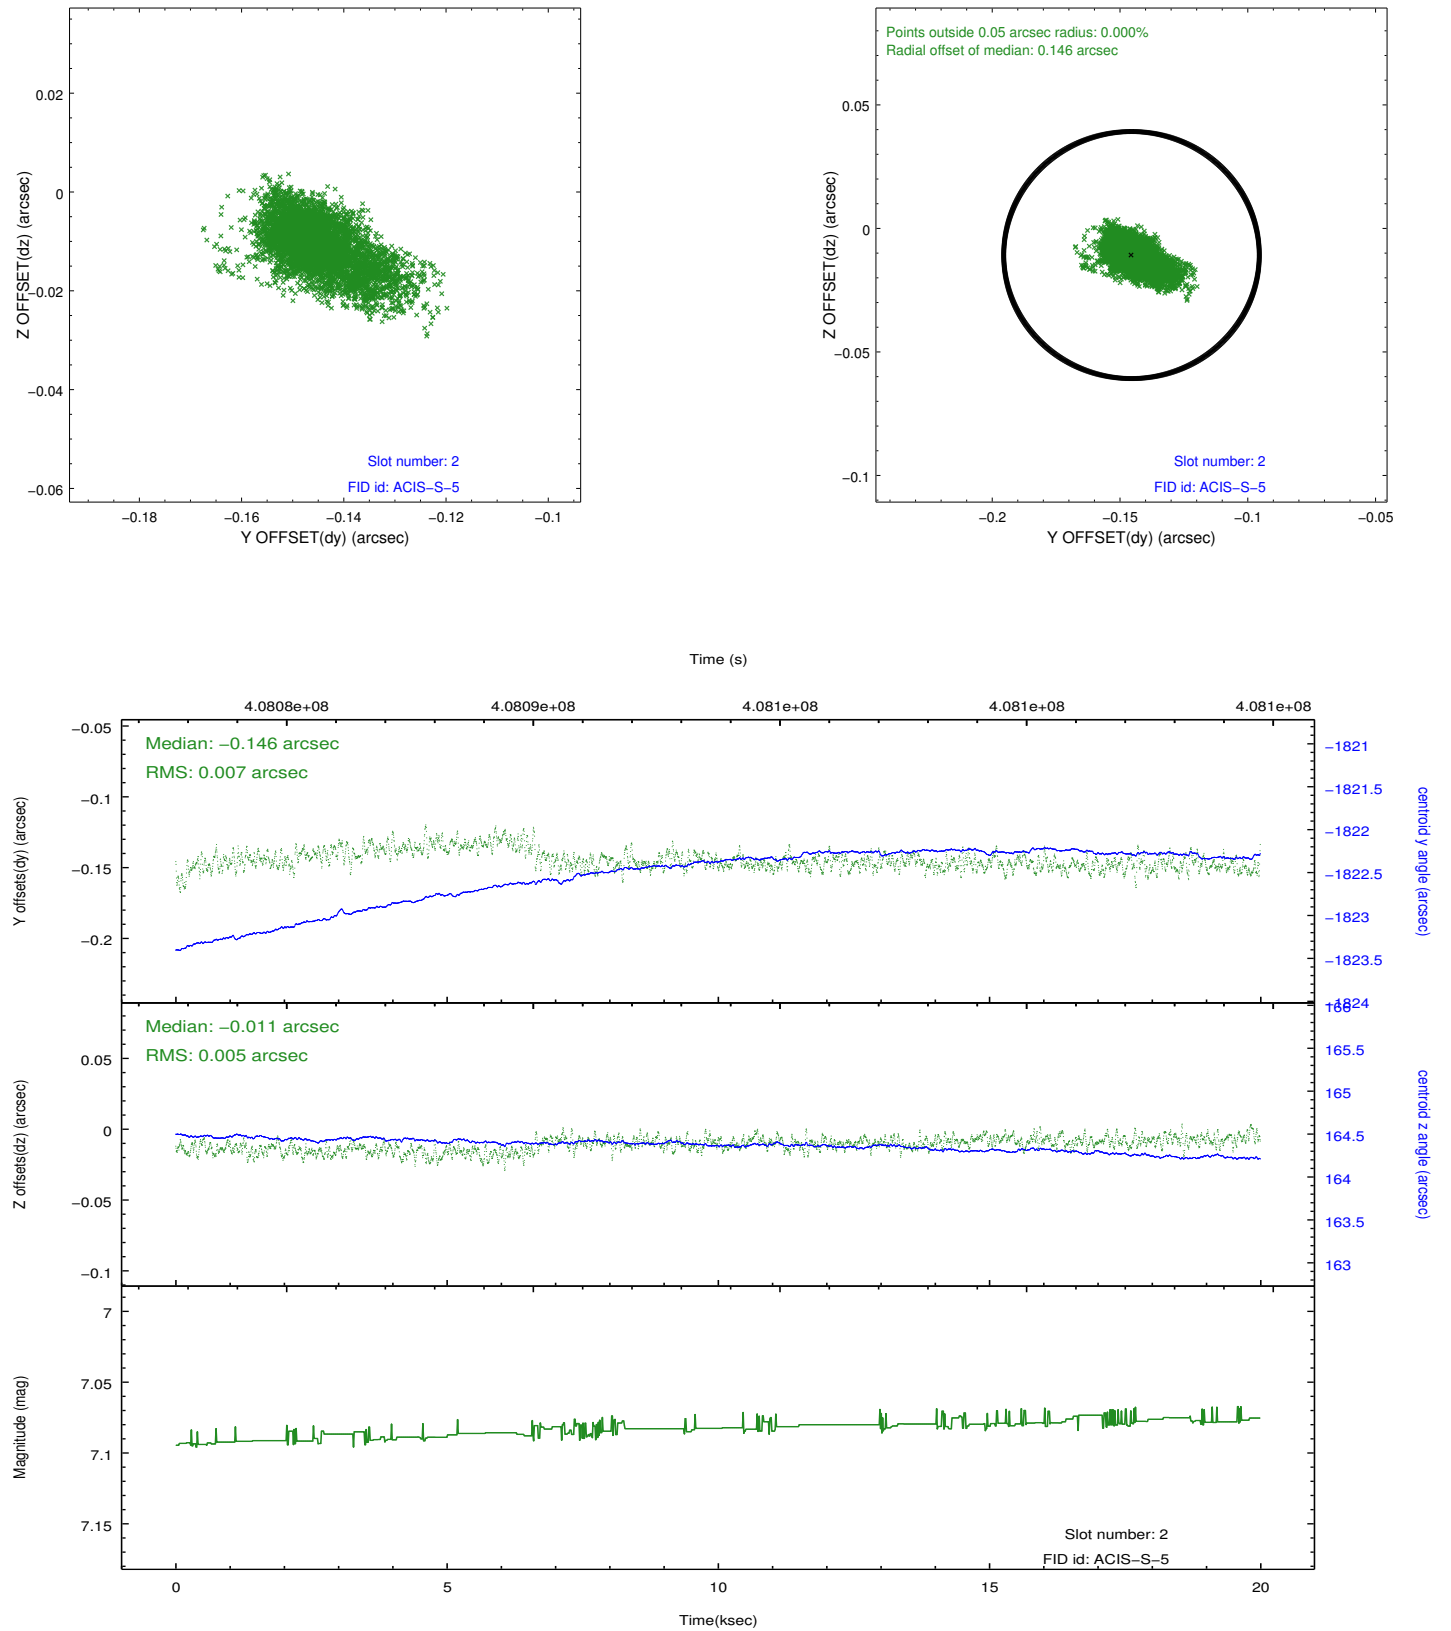 0.02
0
−0.02
−0.04
−0.06
Z OFFSET(dz) (arcsec)
Slot number: 2
FID id: ACIS−S−5
−0.18
−0.16
−0.14
−0.12
−0.1
Y OFFSET(dy) (arcsec)
Points outside 0.05 arcsec radius: 0.000%
Radial offset of median: 0.146 arcsec
0.05
0
−0.05
−0.1
Z OFFSET(dz) (arcsec)
Slot number: 2
FID id: ACIS−S−5
−0.2
−0.15
−0.1
−0.05
Y OFFSET(dy) (arcsec)
Time (s)
4.0808e+08
4.0809e+08
4.081e+08
4.081e+08
4.081e+08
Median: −0.146 arcsec
RMS: 0.007 arcsec
−0.05
−0.1
−0.15
−0.2
Y offsets(dy) (arcsec)
−1821
−1821.5
−1822
−1822.5
−1823
−1823.5
−1824
centroid y angle (arcsec)
Median: −0.011 arcsec
RMS: 0.005 arcsec
0.05
0
−0.05
−0.1
Z offsets(dz) (arcsec)
166
165.5
165
164.5
164
163.5
163
centroid z angle (arcsec)
7
7.05
7.1
7.15
Magnitude (mag)
Slot number: 2
FID id: ACIS−S−5
0
5
10
15
20
Time(ksec)